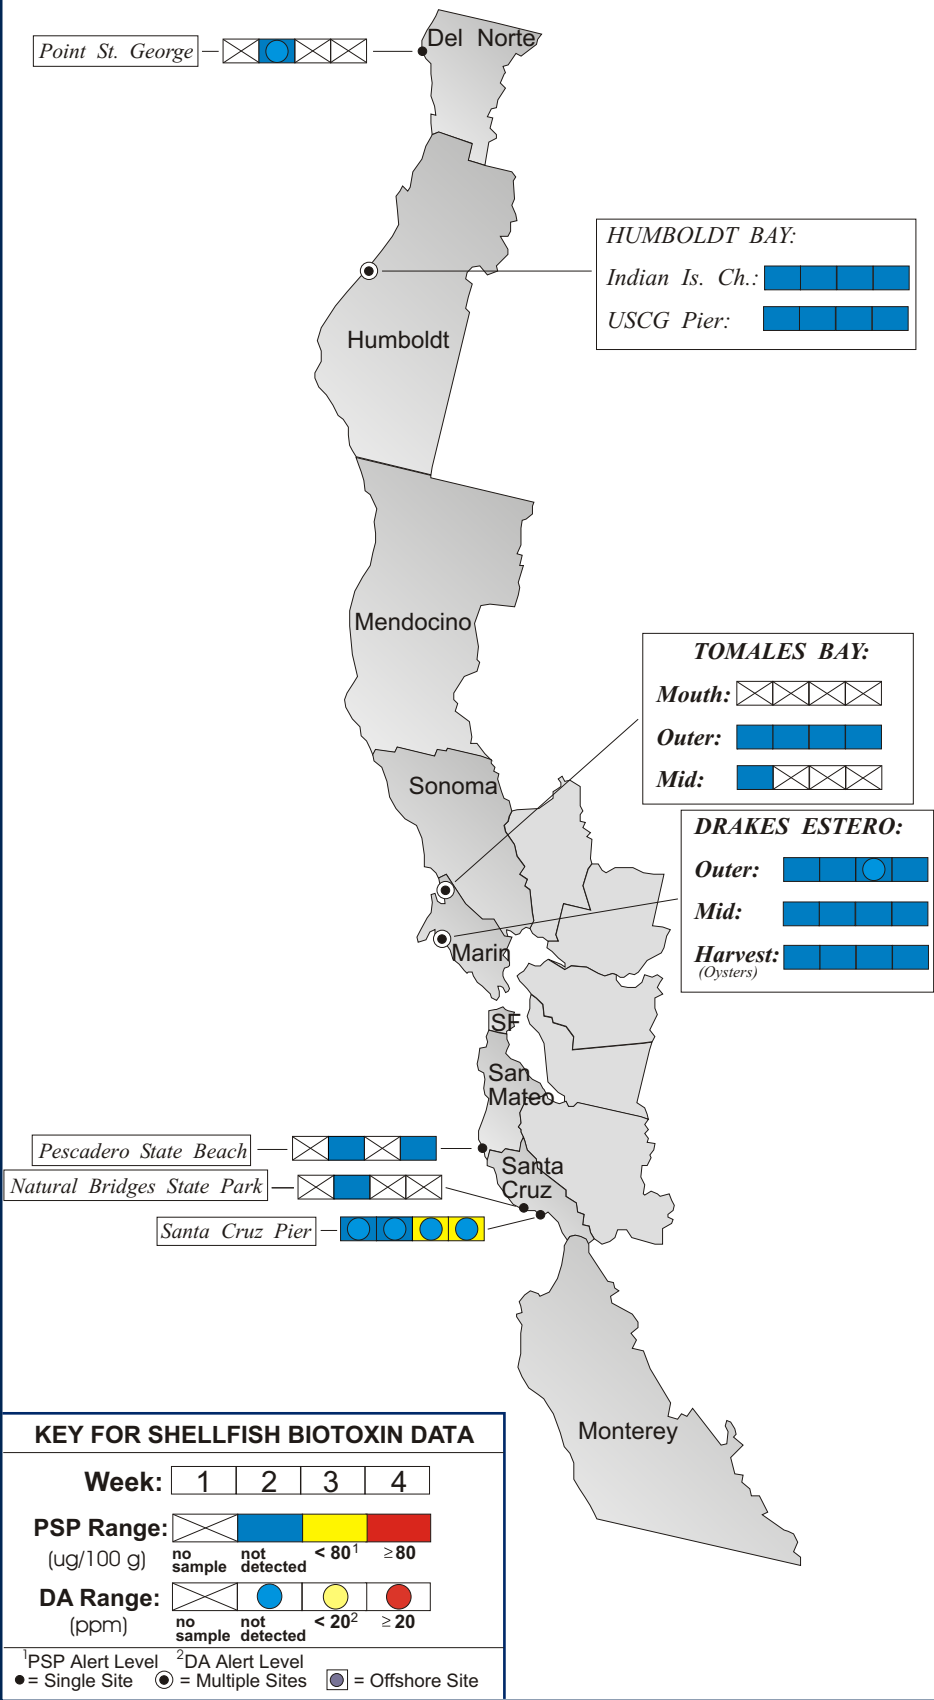 Del Norte
Point St. George
HUMBOLDT BAY:
Indian Is. Ch.:
USCG Pier:
Humboldt
Mendocino
TOMALES BAY:
Mouth:
Outer:
Mid:
Sonoma
DRAKES ESTERO:
Outer:
Mid:
Harvest:
(Oysters)
Marin
SF
San
Mateo
Pescadero State Beach
Santa
Cruz
Natural Bridges State Park
Santa Cruz Pier
Monterey
KEY FOR SHELLFISH BIOTOXIN DATA
Week: 1 2 3 4
PSP Range:
(ug/100 g)
no sample not detected < 80¹ ≥80
DA Range:
(ppm)
no sample not detected < 20² ≥ 20
¹PSP Alert Level ²DA Alert Level
= Single Site = Multiple Sites = Offshore Site